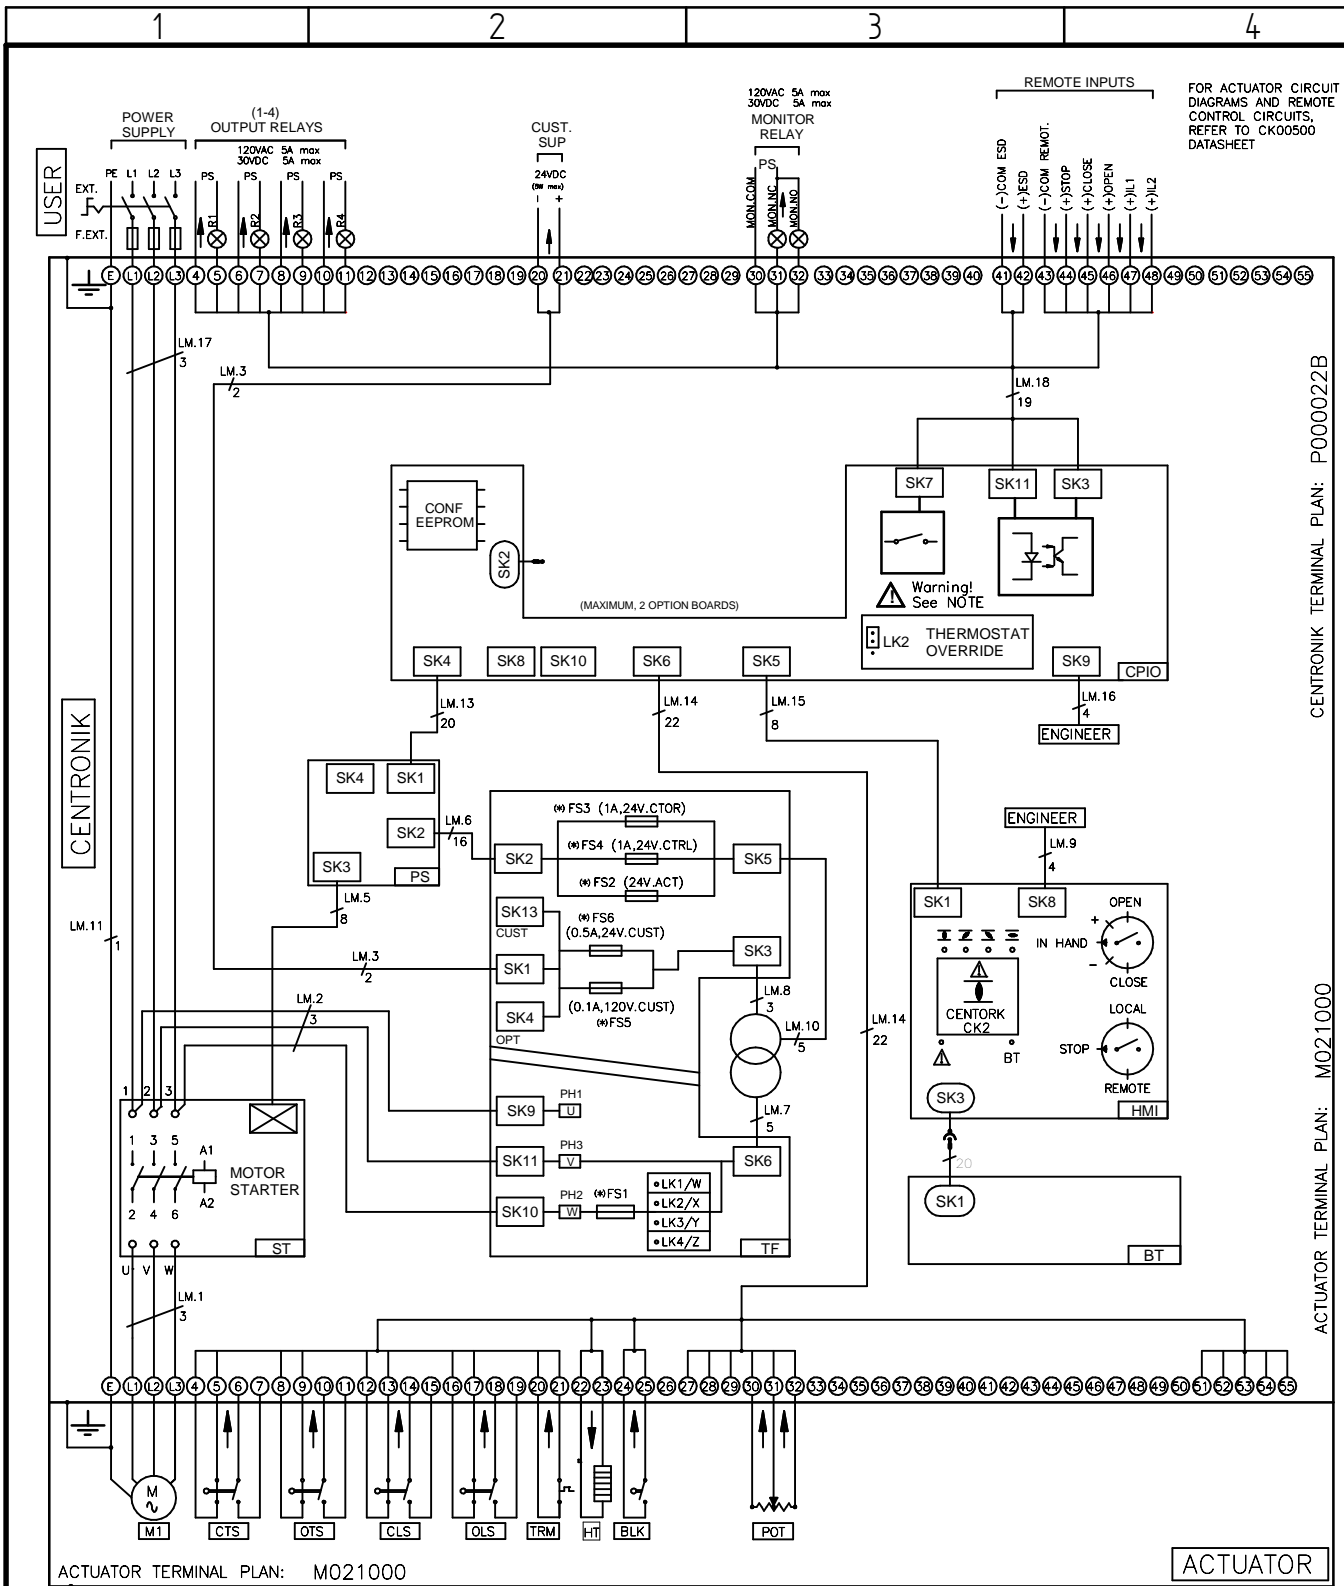 1 2 3 4
POWER
SUPPLY
(1-4)
OUTPUT RELAYS
120VAC 5A max
30VDC 5A max
CUST.
SUP
24VDC
(5W max)
- +
120VAC 5A max
30VDC 5A max
MONITOR
RELAY
REMOTE INPUTS
FOR ACTUATOR CIRCUIT
DIAGRAMS AND REMOTE
CONTROL CIRCUITS,
REFER TO CK00500
DATASHEET
USER
EXT.
F.EXT.
PE L1 L2 L3
PS PS PS PS
R1 R2 R3 R4
PS
MON.COM
MON.NC
MON.NO
(-)COM ESD
(+)ESD
(-)COM REMOT.
(+)STOP
(+)CLOSE
(+)OPEN
(+)IL1
(+)IL2
E L1 L2 L3 4 5 6 7 8 9 10 11 12 13 14 15 16 17 18 19 20 21 22 23 24 25 26 27 28 29 30 31 32 33 34 35 36 37 38 39 40 41 42 43 44 45 46 47 48 49 50 51 52 53 54 55
LM.17
3
LM.3
2
LM.18
19
CENTRONIK TERMINAL PLAN: P000022B
CONF
EEPROM
SK2
SK7 SK11 SK3
(MAXIMUM, 2 OPTION BOARDS)
Warning!
See NOTE
LK2
THERMOSTAT
OVERRIDE
SK4 SK8 SK10 SK6 SK5 SK9
CPIO
LM.13
20
LM.14
22
LM.15
8
LM.16
4
ENGINEER
CENTRONIK
SK4 SK1
SK2
SK3
PS
LM.6
16
LM.5
8
LM.11
1
(*) FS3 (1A,24V.CTOR)
(*) FS4 (1A,24V.CTRL)
(*) FS2 (24V.ACT)
SK2 SK5
SK13
CUST
(*) FS6
(0.5A,24V.CUST)
SK1 SK3
LM.3
2
SK4
OPT
(0.1A,120V.CUST)
(*)FS5
LM.8
3
LM.10
5
LM.7
5
LM.14
22
LM.2
3
SK9
PH1
U
SK11
PH3
V
SK6
SK10
PH2
W
(*)FS1
LK1/W
LK2/X
LK3/Y
LK4/Z
TF
ENGINEER
LM.9
4
SK1 SK8
OPEN
+
IN HAND
-
CLOSE
CENTORK
CK2
BT
LOCAL
STOP
REMOTE
SK3
HMI
20
SK1
BT
ACTUATOR TERMINAL PLAN: M021000
1 2 3
1 3 5
A1
A2
MOTOR
STARTER
2 4 6
ST
U V W
LM.1
3
E L1 L2 L3 4 5 6 7 8 9 10 11 12 13 14 15 16 17 18 19 20 21 22 23 24 25 26 27 28 29 30 31 32 33 34 35 36 37 38 39 40 41 42 43 44 45 46 47 48 49 50 51 52 53 54 55
M
M1 CTS OTS CLS OLS TRM HT BLK POT
ACTUATOR TERMINAL PLAN: M021000
ACTUATOR